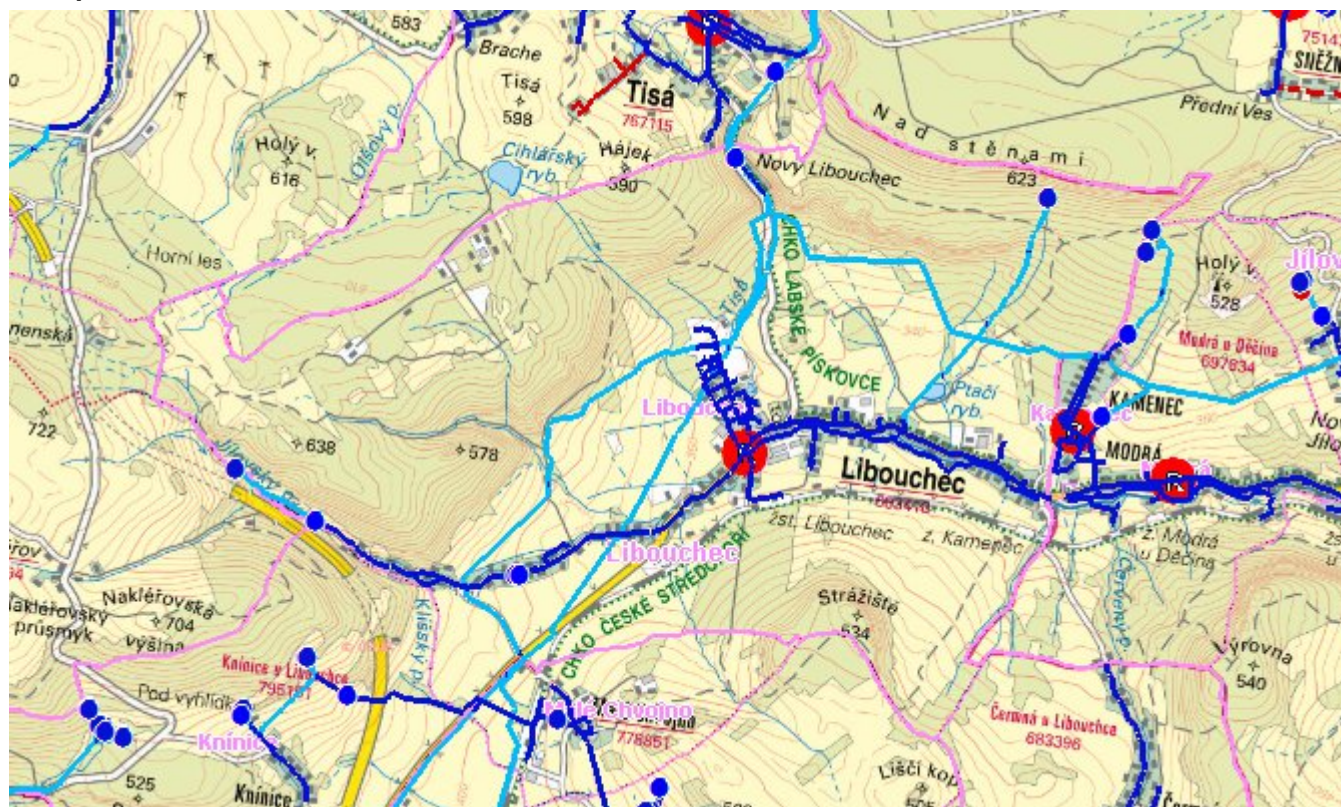 583
Brache
Tisá
598
Tisá
767115
Hájek
590
Holý v.
616
Olšový p.
Cihlářský
ryb.
Horní les
Nový Libouchec
Nad stěnami
623
Přední Ves
CHKO LABSKÉ PÍSKOVCE
Tisá
Holý v.
528
Modrá u Děčína
697834
KAMENEC
MODRÁ
Ptačí
ryb.
722
638
578
Jílovský p.
Libouchec
Libouchec
žst. Libouchec
z. Kamenec
z. Modrá
u Děčína
Nakléřovský
průsmyk
Nakléřovská
704
výšina
Klíšský p.
CHKO ČESKÉ STŘEDOHOŘÍ
Strážiště
534
Červený p.
Výrovna
540
Knínice u Libouchce
Pod vyhlídk
Knínice
Malé Chvojno
778851
Čermná u Libouchce
683396
525
Knínice
Liščí kop